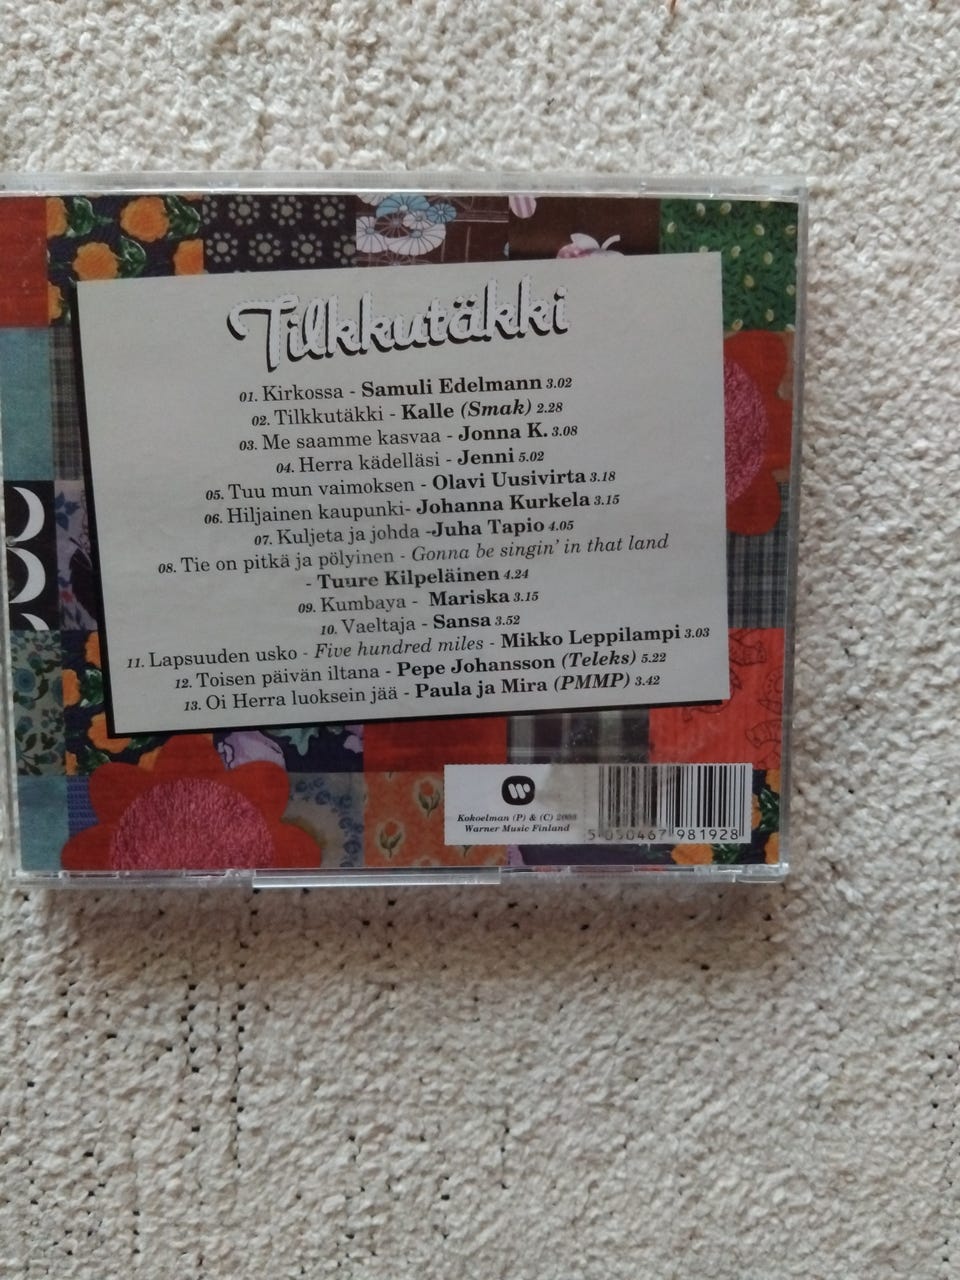 Tilkkutäkki
01. Kirkossa - Samuli Edelmann 3.02
02. Tilkkutäkki - Kalle (Smak) 2.28
03. Me saamme kasvaa - Jonna K. 3.08
04. Herra kädelläsi - Jenni 5.02
05. Tuu mun vaimoksen - Olavi Uusivirta 3.18
06. Hiljainen kaupunki- Johanna Kurkela 3.15
07. Kuljeta ja johda -Juha Tapio 4.05
08. Tie on pitkä ja pölyinen - Gonna be singin' in that land
- Tuure Kilpeläinen 4.24
09. Kumbaya - Mariska 3.15
10. Vaeltaja - Sansa 3.52
11. Lapsuuden usko - Five hundred miles - Mikko Leppilampi 3.03
12. Toisen päivän iltana - Pepe Johansson (Teleks) 5.22
13. Oi Herra luoksein jää - Paula ja Mira (PMMP) 3.42
Kokoelman (P) & (C)
Warner Music Finland
5 050467 981928